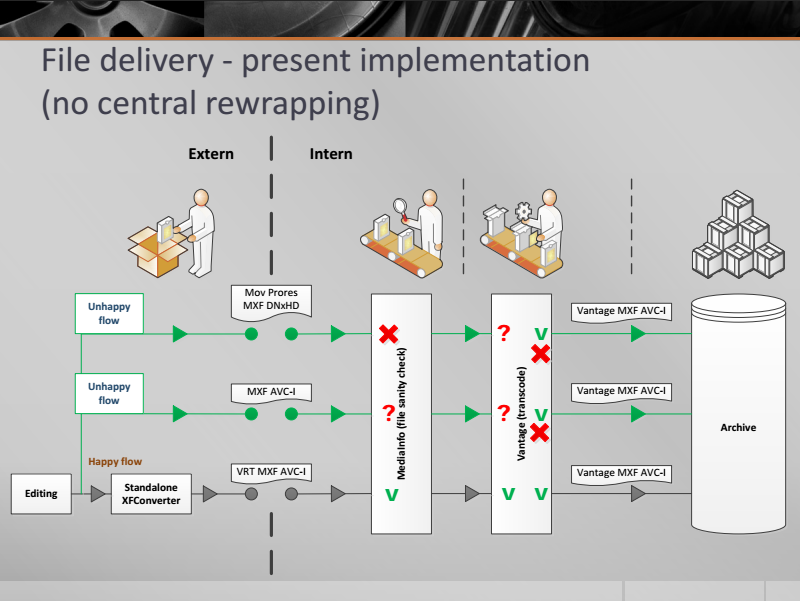 File delivery - present implementation
(no central rewrapping)
Extern
Intern
Unhappy
flow
Mov Prores
MXF DNxHD
?
v
Vantage MXF AVC-I
Unhappy
flow
MXF AVC-I
?
?
v
Vantage MXF AVC-I
MediaInfo (file sanity check)
Vantage (transcode)
Archive
Happy flow
Editing
Standalone
XFConverter
VRT MXF AVC-I
v
v
v
Vantage MXF AVC-I